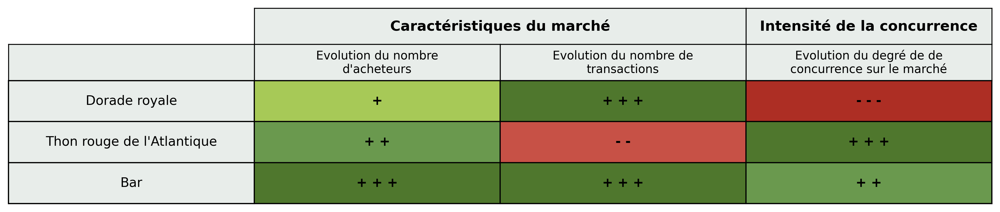 Caractéristiques du marché
Intensité de la concurrence
Evolution du nombre
d'acheteurs
Evolution du nombre de
transactions
Evolution du degré de de
concurrence sur le marché
Dorade royale
+
+ + +
- - -
Thon rouge de l'Atlantique
+ +
- -
+ + +
Bar
+ + +
+ + +
+ +